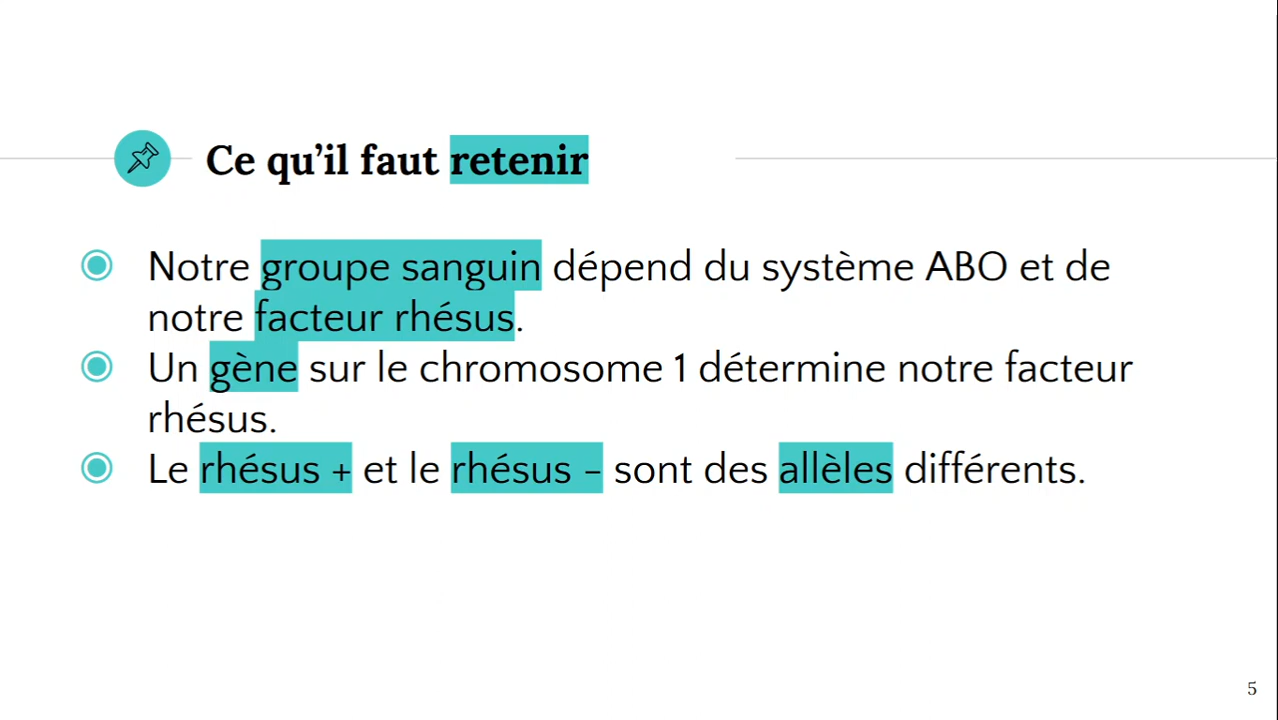 Ce qu’il faut retenir
Notre groupe sanguin dépend du système ABO et de
notre facteur rhésus.
Un gène sur le chromosome 1 détermine notre facteur
rhésus.
Le rhésus + et le rhésus – sont des allèles différents.
5